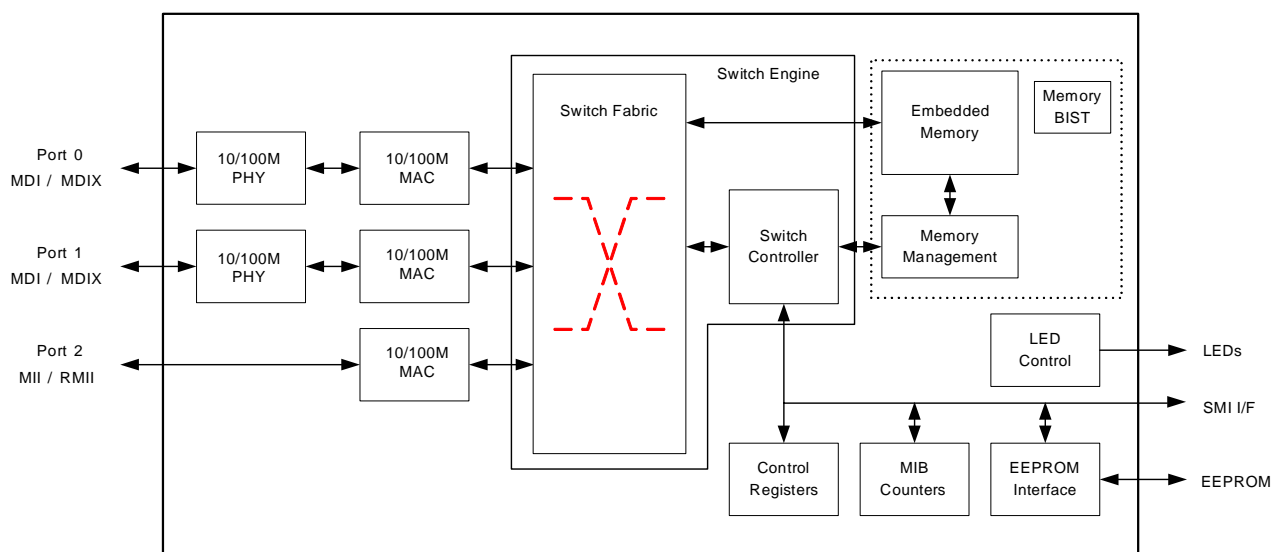 Switch Engine
Switch Fabric
Embedded
Memory
Memory
BIST
Port 0
MDI / MDIX
10/100M
PHY
10/100M
MAC
Port 1
MDI / MDIX
10/100M
PHY
10/100M
MAC
Switch
Controller
Memory
Management
Port 2
MII / RMII
10/100M
MAC
LED
Control
LEDs
SMI I/F
Control
Registers
MIB
Counters
EEPROM
Interface
EEPROM